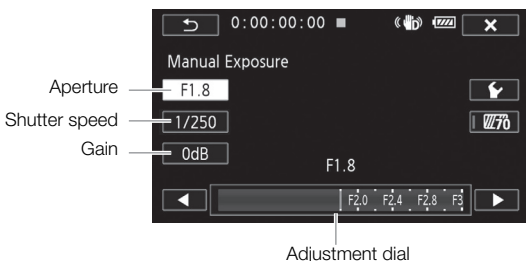 0:00:00:00
Manual Exposure
Aperture
F1.8
Shutter speed
1/250
70
Gain
0dB
F1.8
F2.0 F2.4 F2.8 F3
Adjustment dial